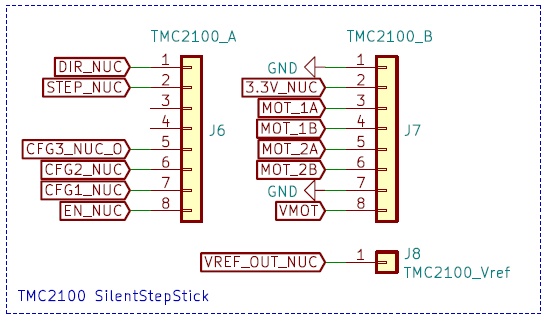 TMC2100_A
DIR_NUC 1
STEP_NUC 2
3
4
CFG3_NUC_O 5
CFG2_NUC 6
CFG1_NUC 7
EN_NUC 8
J6
TMC2100_B
GND 1
3.3V_NUC 2
MOT_1A 3
MOT_1B 4
MOT_2A 5
MOT_2B 6
GND 7
VMOT 8
J7
VREF_OUT_NUC 1
J8
TMC2100_Vref
TMC2100 SilentStepStick